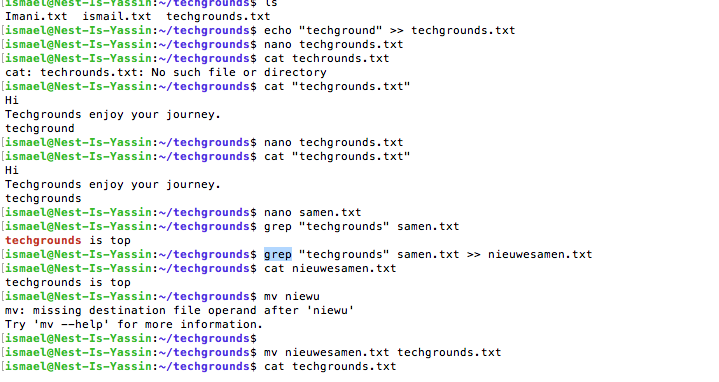 [ismael@Nest-Is-Yassin:~/techgrounds$ ls
Imani.txt  ismail.txt  techgrounds.txt
[ismael@Nest-Is-Yassin:~/techgrounds$ echo "techground" >> techgrounds.txt
[ismael@Nest-Is-Yassin:~/techgrounds$ nano techgrounds.txt
[ismael@Nest-Is-Yassin:~/techgrounds$ cat techrounds.txt
cat: techrounds.txt: No such file or directory
[ismael@Nest-Is-Yassin:~/techgrounds$ cat "techgrounds.txt"
Hi
Techgrounds enjoy your journey.
techground
[ismael@Nest-Is-Yassin:~/techgrounds$ nano techgrounds.txt
[ismael@Nest-Is-Yassin:~/techgrounds$ cat "techgrounds.txt"
Hi
Techgrounds enjoy your journey.
techgrounds
[ismael@Nest-Is-Yassin:~/techgrounds$ nano samen.txt
[ismael@Nest-Is-Yassin:~/techgrounds$ grep "techgrounds" samen.txt
techgrounds is top
[ismael@Nest-Is-Yassin:~/techgrounds$ grep "techgrounds" samen.txt >> nieuwesamen.txt
[ismael@Nest-Is-Yassin:~/techgrounds$ cat nieuwesamen.txt
techgrounds is top
[ismael@Nest-Is-Yassin:~/techgrounds$ mv niewu
mv: missing destination file operand after 'niewu'
Try 'mv --help' for more information.
[ismael@Nest-Is-Yassin:~/techgrounds$
[ismael@Nest-Is-Yassin:~/techgrounds$ mv nieuwesamen.txt techgrounds.txt
[ismael@Nest-Is-Yassin:~/techgrounds$ cat techgrounds.txt